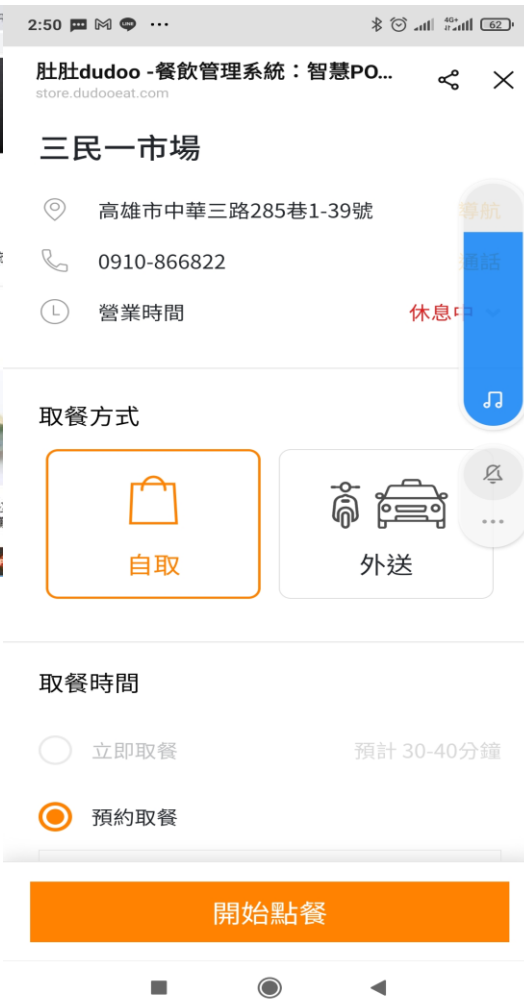 2:50
4G+
62
肚肚dudoo -餐飲管理系統：智慧PO...
store.dudooeat.com
三民一市場
高雄市中華三路285巷1-39號 導航
0910-866822 通話
營業時間 休息中
取餐方式
自取 外送
取餐時間
立即取餐 預計 30-40分鐘
預約取餐
開始點餐